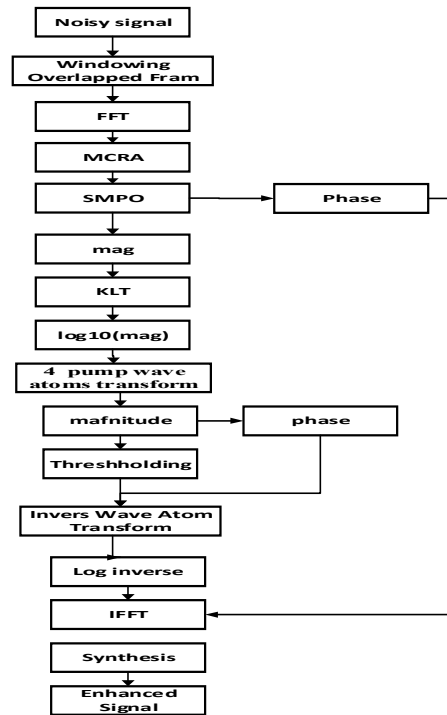 Noisy signal
Windowing
Overlapped Fram
FFT
MCRA
SMPO
Phase
mag
KLT
log10(mag)
4 pump wave
atoms transform
mafnitude
phase
Threshholding
Invers Wave Atom
Transform
Log inverse
IFFT
Synthesis
Enhanced
Signal